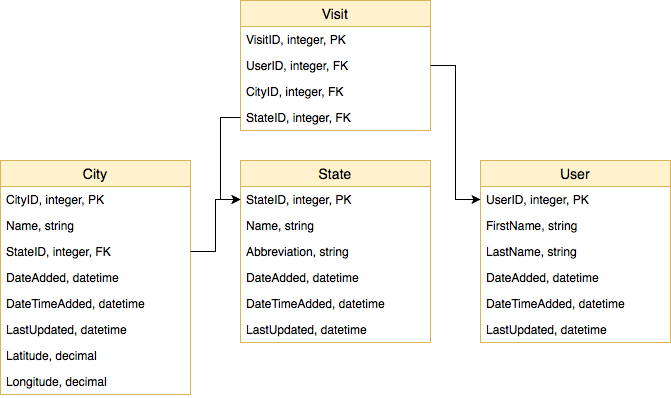 Visit
VisitID, integer, PK
UserID, integer, FK
CityID, integer, FK
StateID, integer, FK
City
CityID, integer, PK
Name, string
StateID, integer, FK
DateAdded, datetime
DateTimeAdded, datetime
LastUpdated, datetime
Latitude, decimal
Longitude, decimal
State
StateID, integer, PK
Name, string
Abbreviation, string
DateAdded, datetime
DateTimeAdded, datetime
LastUpdated, datetime
User
UserID, integer, PK
FirstName, string
LastName, string
DateAdded, datetime
DateTimeAdded, datetime
LastUpdated, datetime